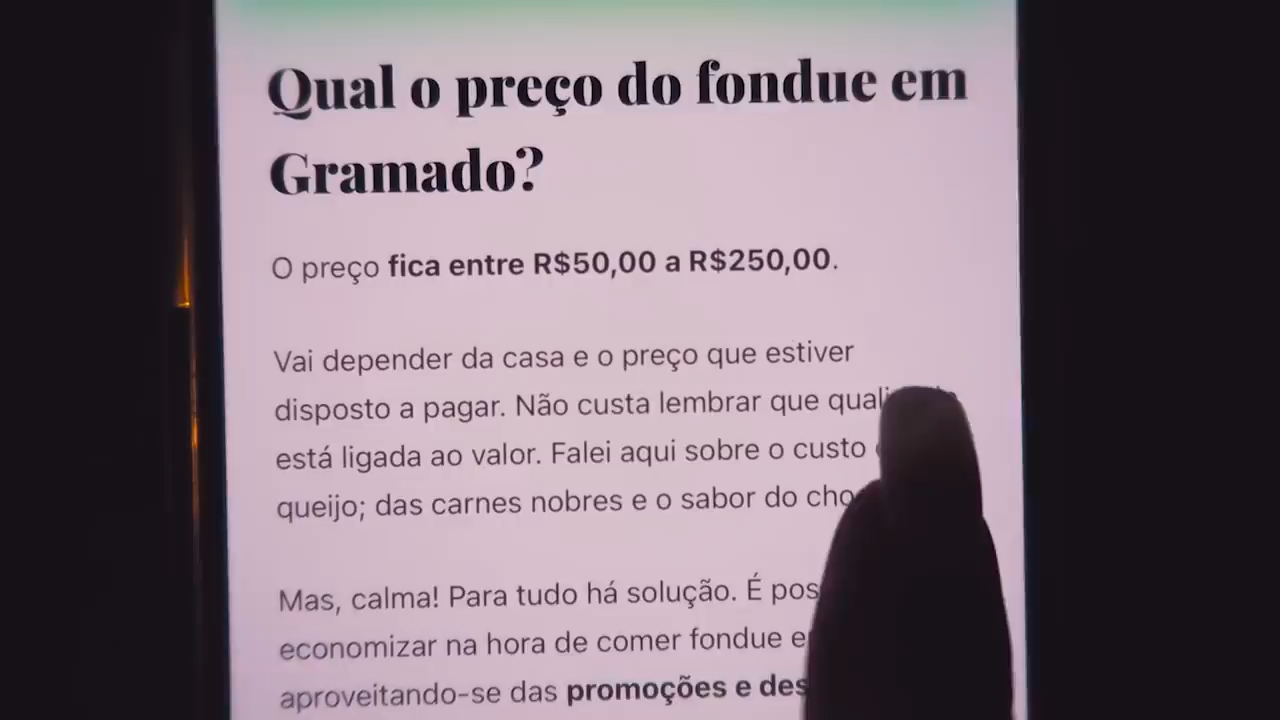 Qual o preço do fondue em
Gramado?
O preço fica entre R$50,00 a R$250,00.
Vai depender da casa e o preço que estiver
disposto a pagar. Não custa lembrar que
está ligada ao valor. Falei aqui sobre o custo
queijo; das carnes nobres e o sabor do
Mas, calma! Para tudo há solução. É
economizar na hora de comer fondue
aproveitando-se das promoções e